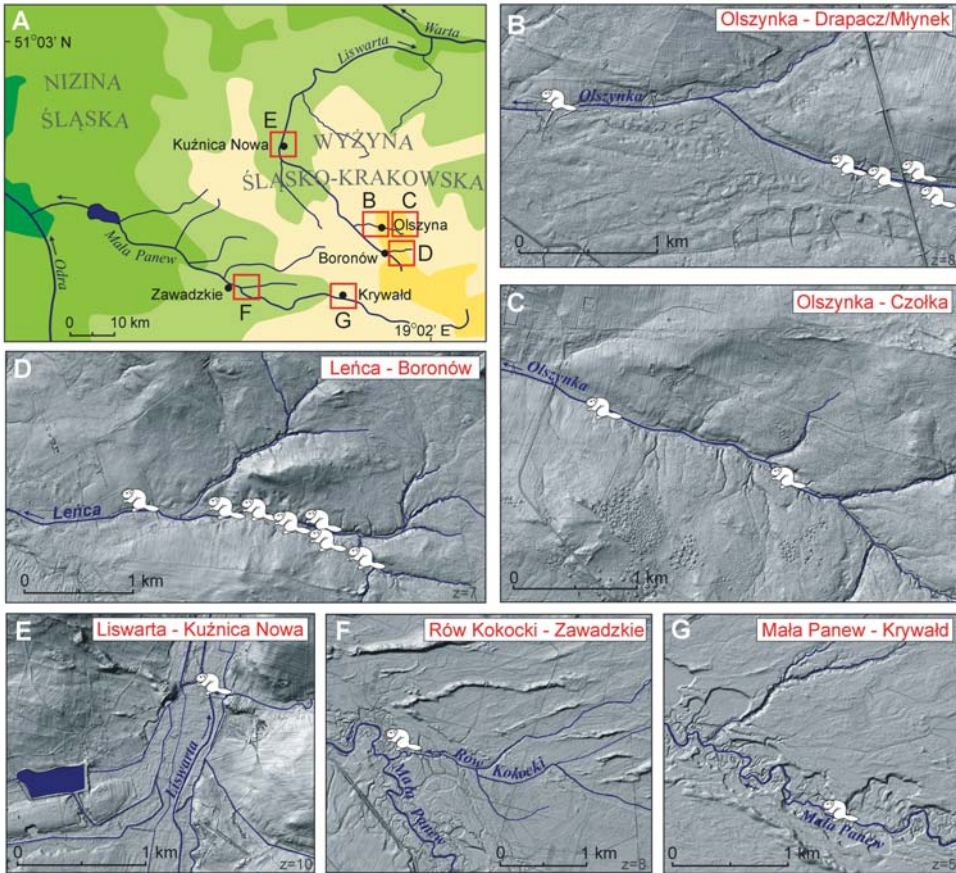 A
51°03' N
NIZINA
ŚLĄSKA
Liswarta
Warta
E
Kuźnica Nowa
WYŻYNA
ŚLĄSKO-KRAKOWSKA
B
C
Olszyna
Boronów
D
Mała Panew
Odra
Zawadzkie
F
G
Krywałd
0
10 km
19°02' E
B
Olszynka - Drapacz/Młynek
Olszynka
0
1 km
z=8
C
Olszynka - Czołka
Olszynka
0
1 km
D
Leńca - Boronów
Leńca
0
1 km
z=7
E
Liswarta - Kuźnica Nowa
Liswarta
0
1 km
z=10
F
Rów Kokocki - Zawadzkie
Rów Kokocki
Mała Panew
0
1 km
z=8
G
Mała Panew - Krywałd
Mała Panew
0
1 km
z=5